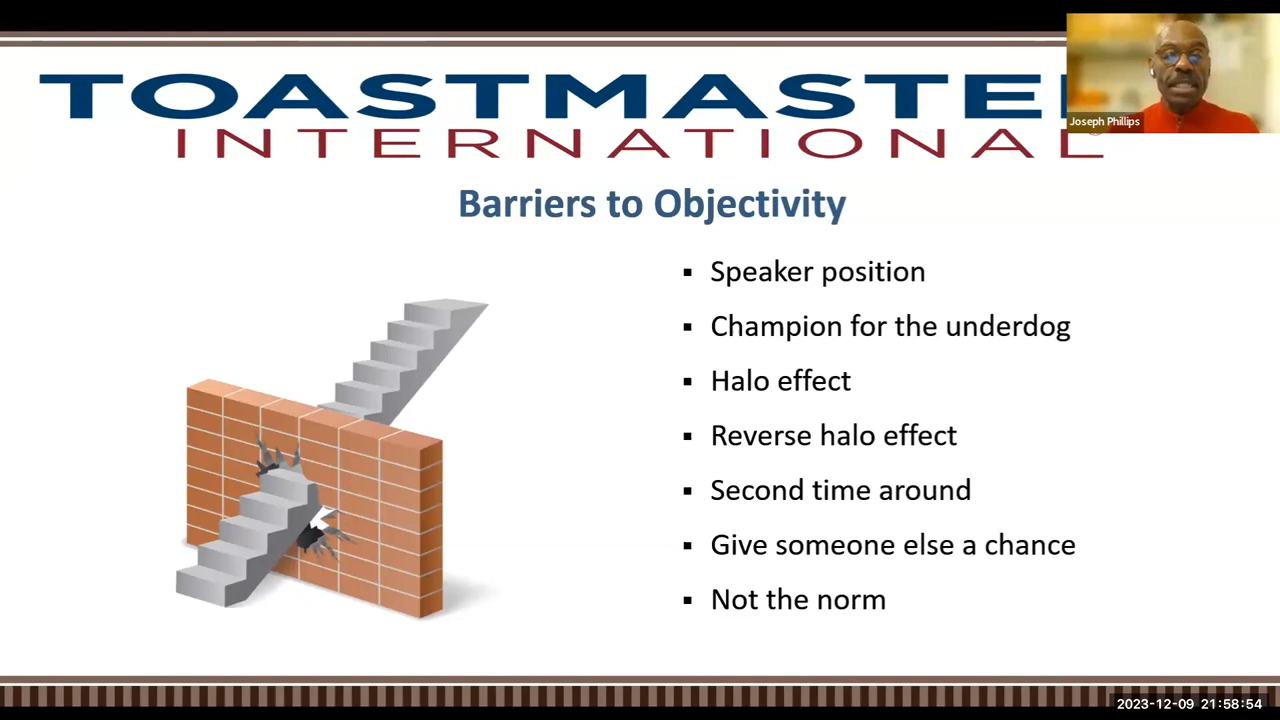 TOASTMASTE
INTERNATIONAL
Joseph Phillips
Barriers to Objectivity
▪ Speaker position
▪ Champion for the underdog
▪ Halo effect
▪ Reverse halo effect
▪ Second time around
▪ Give someone else a chance
▪ Not the norm
2023-12-09 21:58:54